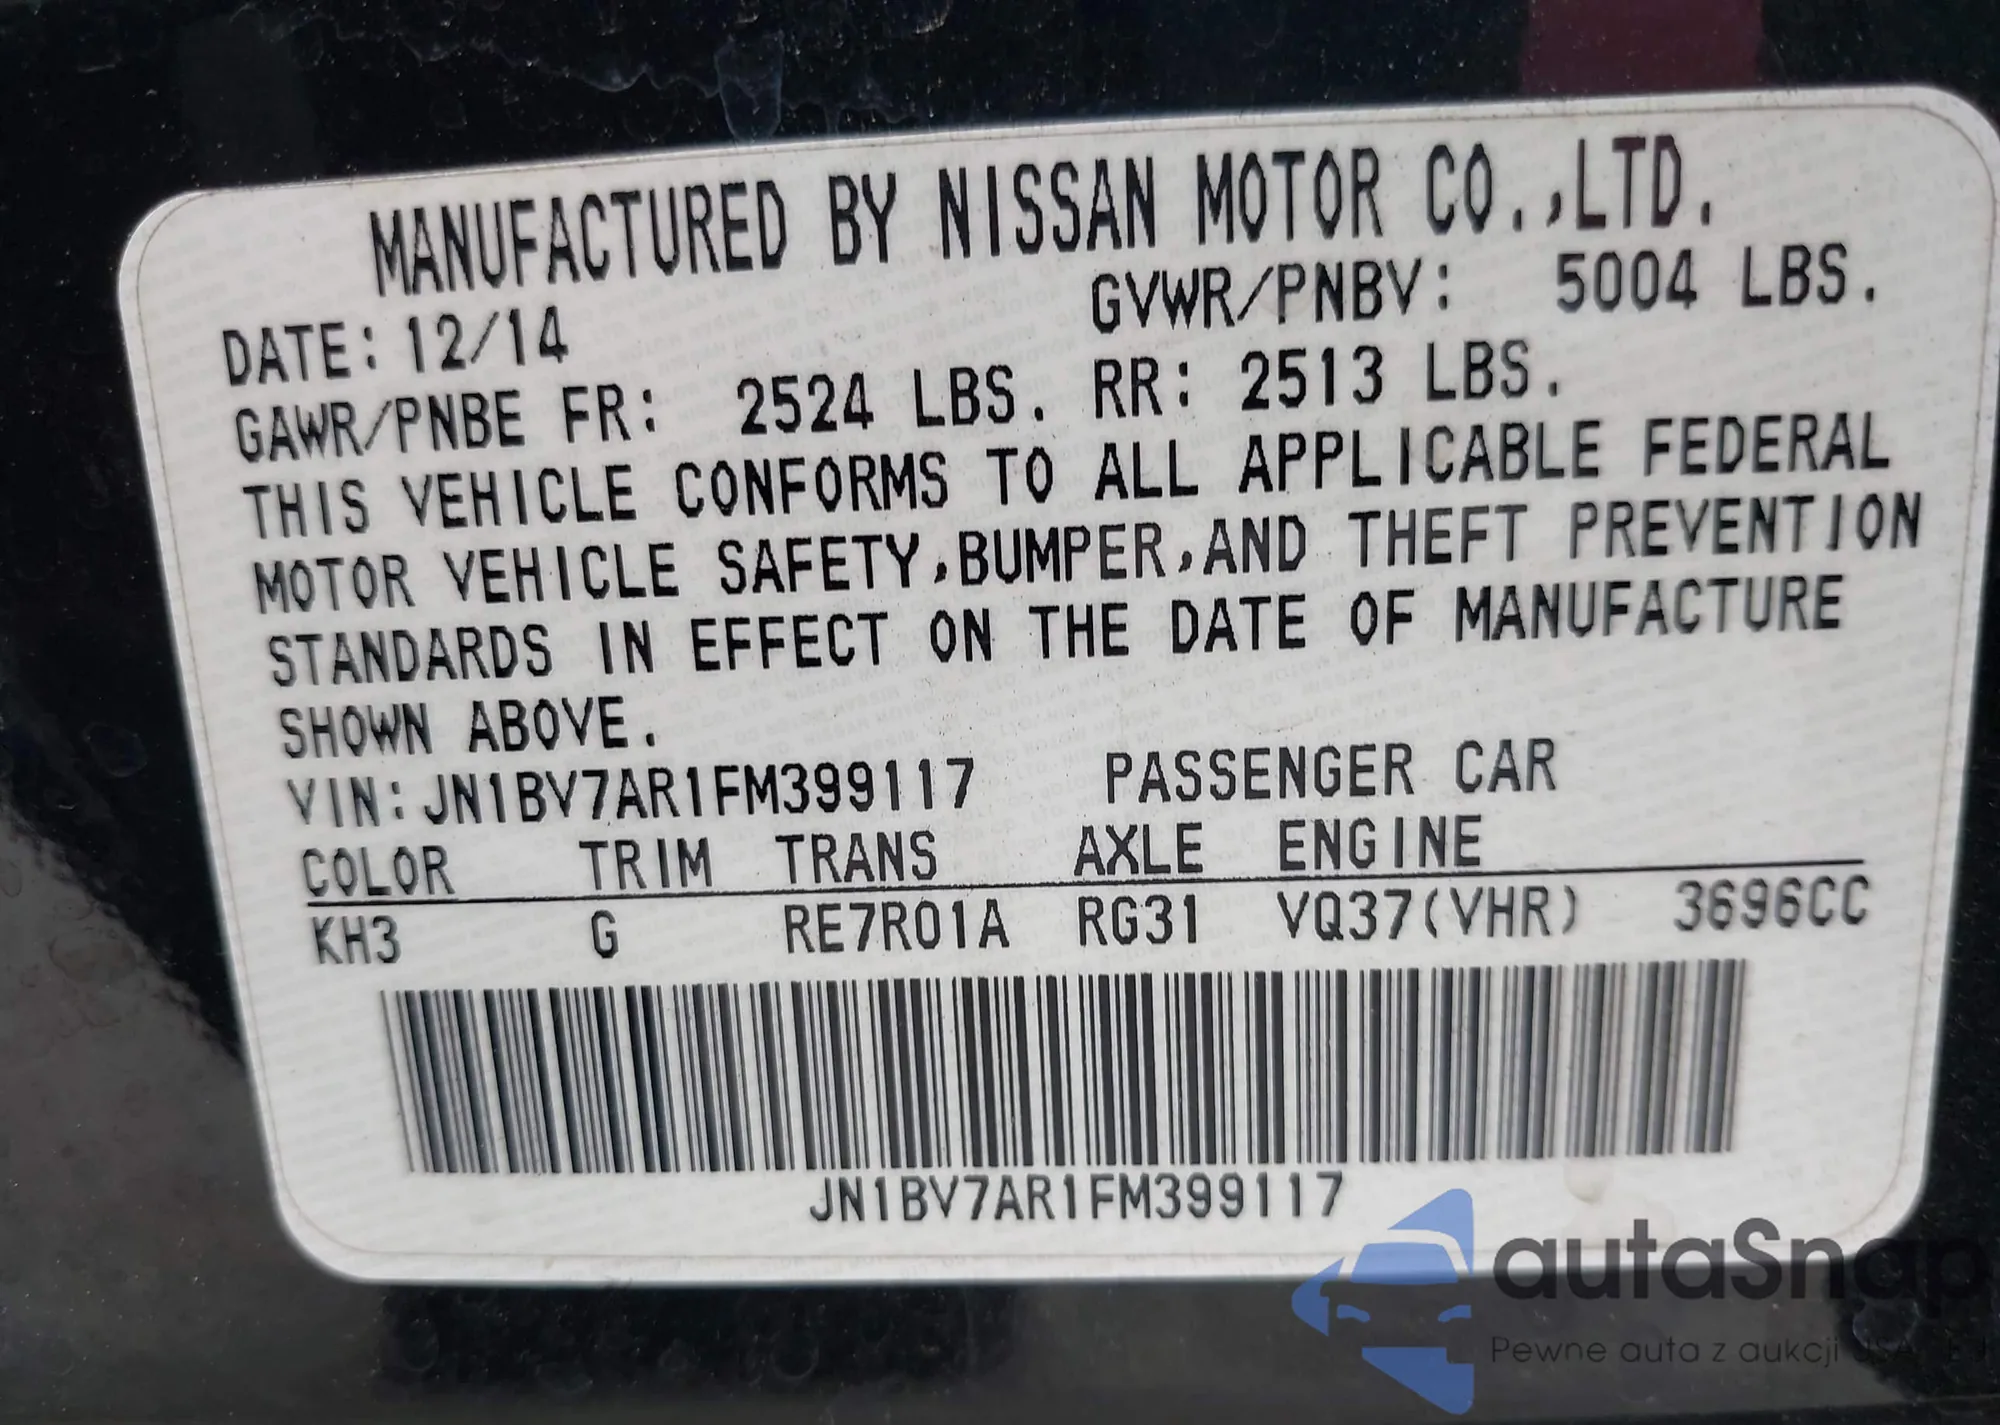 MANUFACTURED BY NISSAN MOTOR CO.,LTD.
DATE: 12/14 GVWR/PNBV: 5004 LBS.
GAWR/PNBE FR: 2524 LBS. RR: 2513 LBS.
THIS VEHICLE CONFORMS TO ALL APPLICABLE FEDERAL
MOTOR VEHICLE SAFETY,BUMPER,AND THEFT PREVENTION
STANDARDS IN EFFECT ON THE DATE OF MANUFACTURE
SHOWN ABOVE.
VIN:JN1BV7AR1FM399117 PASSENGER CAR
COLOR TRIM TRANS AXLE ENGINE
KH3 G RE7R01A RG31 VQ37(VHR) 3696CC
JN1BV7AR1FM399117
autaSnap
Pewne auta z aukcji USA